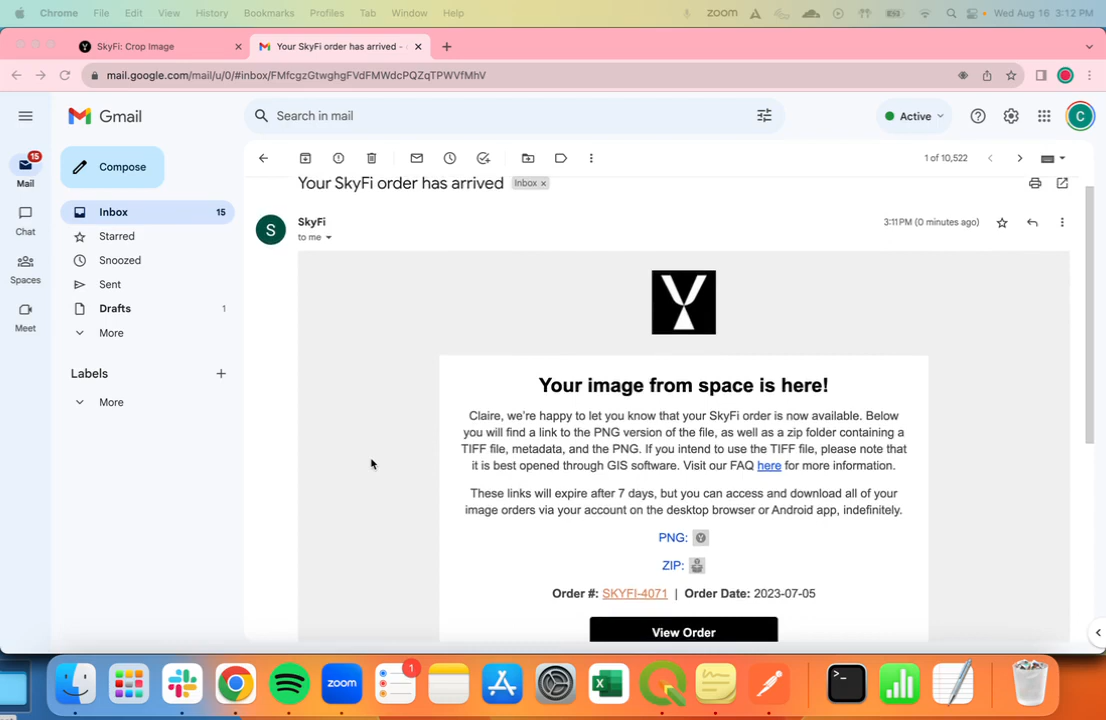 Chrome File Edit View History Bookmarks Profiles Tab Window Help zoom Wed Aug 16 3:12 PM
SkyFi: Crop Image Your SkyFi order has arrived -
mail.google.com/mail/u/0/#inbox/FMfcgzGtwghgFVdFMWdcPQZqTPWVfMhV
Gmail
Search in mail
Active
C
15
Mail
Chat
Spaces
Meet
Compose
Inbox 15
Starred
Snoozed
Sent
Drafts 1
More
Labels
More
1 of 10,522
Your SkyFi order has arrived Inbox x
S
SkyFi
to me
3:11 PM (0 minutes ago)
Your image from space is here!
Claire, we're happy to let you know that your SkyFi order is now available. Below
you will find a link to the PNG version of the file, as well as a zip folder containing a
TIFF file, metadata, and the PNG. If you intend to use the TIFF file, please note that
it is best opened through GIS software. Visit our FAQ here for more information.
These links will expire after 7 days, but you can access and download all of your
image orders via your account on the desktop browser or Android app, indefinitely.
PNG:
ZIP:
Order #: SKYFI-4071 | Order Date: 2023-07-05
View Order
zoom
1